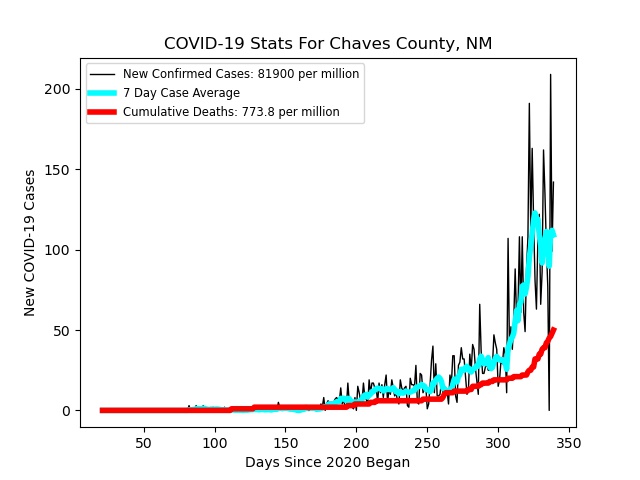 COVID-19 Stats For Chaves County, NM
New Confirmed Cases: 81900 per million
7 Day Case Average
Cumulative Deaths: 773.8 per million
New COVID-19 Cases
200
150
100
50
0
50 100 150 200 250 300 350
Days Since 2020 Began